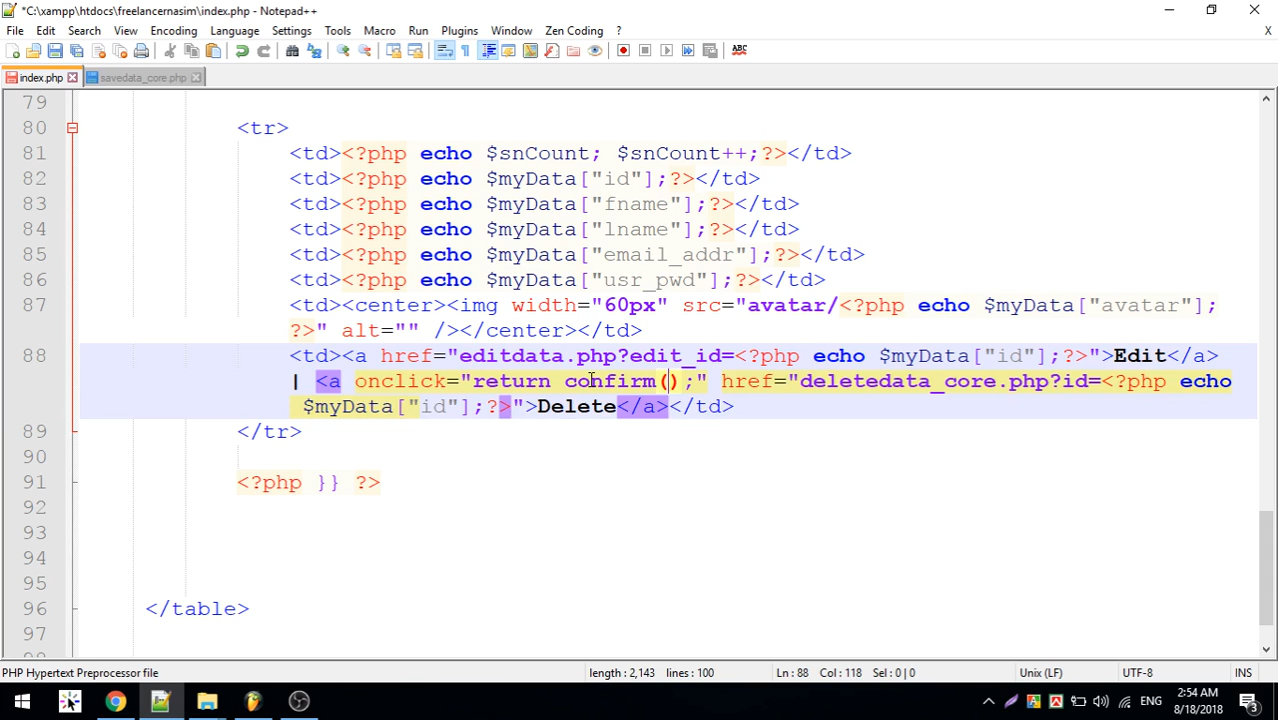 *C:\xampp\htdocs\freelancernasim\index.php - Notepad++
File Edit Search View Encoding Language Settings Tools Macro Run Plugins Window Zen Coding ? X
ABC
index.php savedata_core.php
79
80 <tr>
81 <td><?php echo $snCount; $snCount++;?></td>
82 <td><?php echo $myData["id"];?></td>
83 <td><?php echo $myData["fname"];?></td>
84 <td><?php echo $myData["lname"];?></td>
85 <td><?php echo $myData["email_addr"];?></td>
86 <td><?php echo $myData["usr_pwd"];?></td>
87 <td><center><img width="60px" src="avatar/<?php echo $myData["avatar"];
?>" alt="" /></center></td>
88 <td><a href="editdata.php?edit_id=<?php echo $myData["id"];?>">Edit</a>
| <a onclick="return confirm();" href="deletedata_core.php?id=<?php echo
$myData["id"];?>">Delete</a></td>
89 </tr>
90
91 <?php }} ?>
92
93
94
95
96 </table>
97
98
PHP Hypertext Preprocessor file length : 2,143 lines : 100 Ln : 88 Col : 118 Sel : 0 | 0 Unix (LF) UTF-8 INS
ENG 2:54 AM
8/18/2018 3